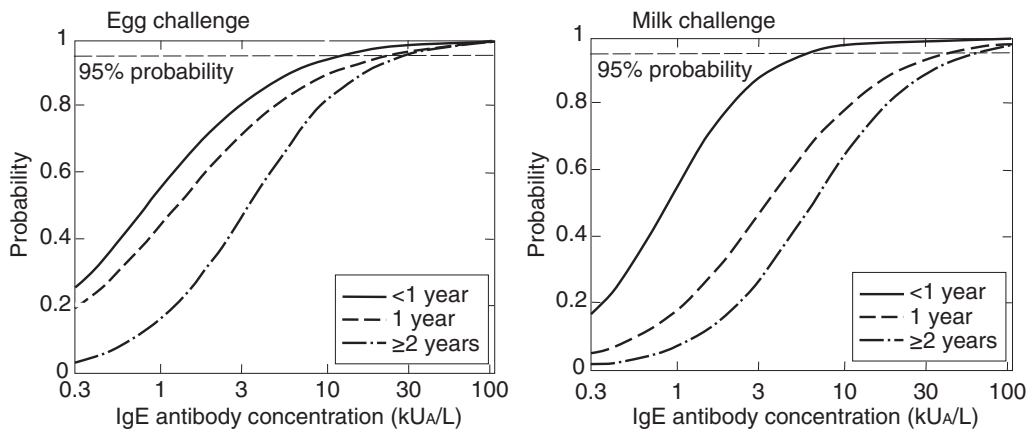 Egg challenge
1
95% probability
0.8
0.6
0.4
0.2
0
Probability
<1 year
1 year
≥2 years
0.3 1 3 10 30 100
IgE antibody concentration (kUA/L)
Milk challenge
1
95% probability
0.8
0.6
0.4
0.2
0
Probability
<1 year
1 year
≥2 years
0.3 1 3 10 30 100
IgE antibody concentration (kUA/L)